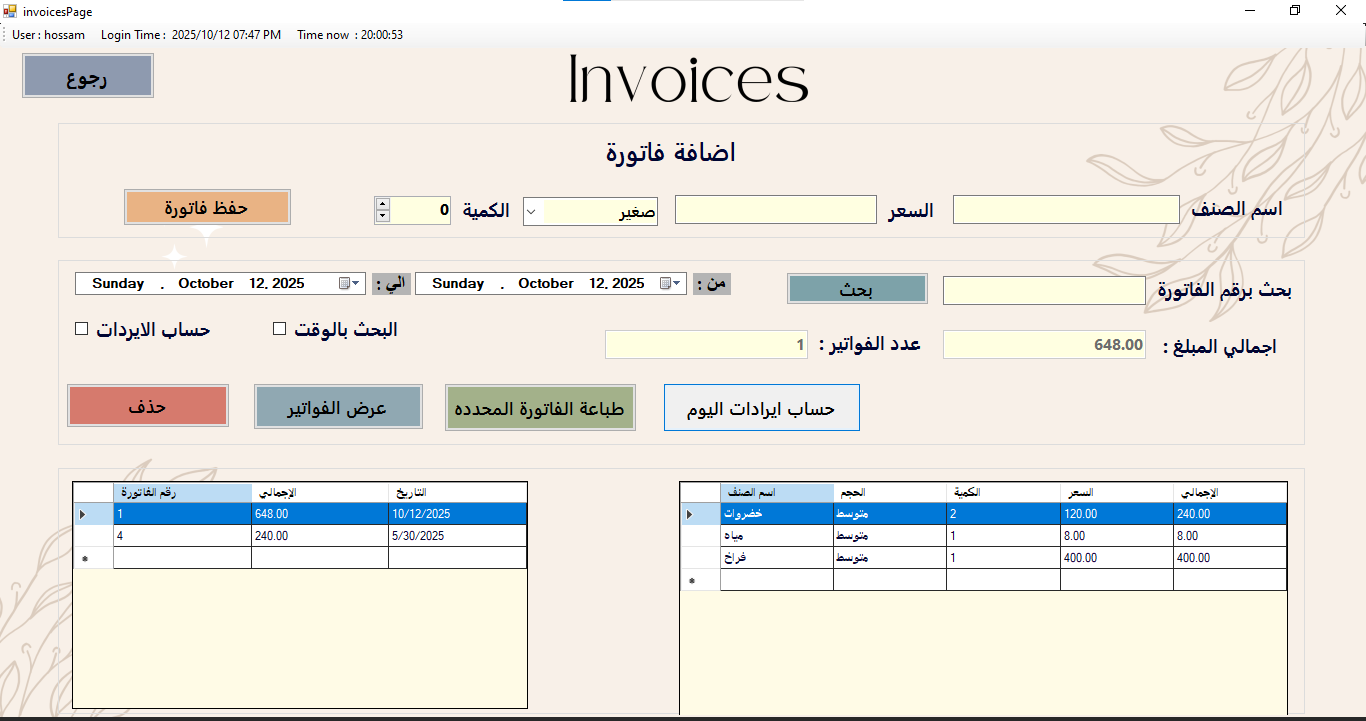 invoicesPage
User : hossam Login Time : 2025/10/12 07:47 PM Time now : 20:00:53
رجوع
Invoices
اضافة فاتورة
اسم الصنف السعر صغير الكمية 0 حفظ فاتورة
بحث برقم الفاتورة بحث من : Sunday . October 12, 2025 الي : Sunday . October 12, 2025
البحث بالوقت حساب الايردات
اجمالي المبلغ : 648.00 عدد الفواتير : 1
حساب ايرادات اليوم طباعة الفاتورة المحدده عرض الفواتير حذف
رقم الفاتورة الإجمالي التاريخ
1 648.00 10/12/2025
4 240.00 5/30/2025
*
اسم الصنف الحجم الكمية السعر الإجمالي
خضروات متوسط 2 120.00 240.00
مياه متوسط 1 8.00 8.00
فراخ متوسط 1 400.00 400.00
*